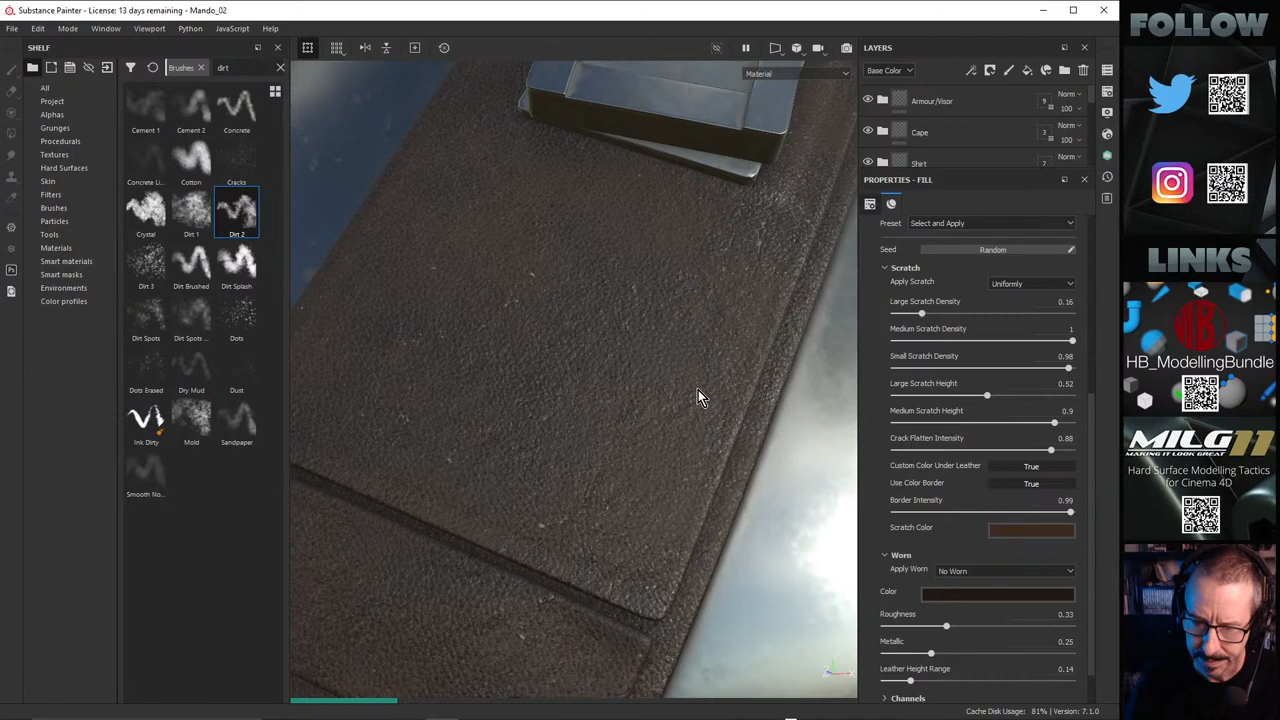 Substance Painter - License: 13 days remaining - Mando_02
File Edit Mode Window Viewport Python JavaScript Help
SHELF
Brushes dirt
All
Project
Alphas
Grunges
Procedurals
Textures
Hard Surfaces
Skin
Filters
Brushes
Particles
Tools
Materials
Smart materials
Smart masks
Environments
Color profiles
Cement 1 Cement 2 Concrete
Concrete Li... Cotton Cracks
Crystal Dirt 1 Dirt 2
Dirt 3 Dirt Brushed Dirt Splash
Dirt Spots Dirt Spots ... Dots
Dots Erased Dry Mud Dust
Ink Dirty Mold Sandpaper
Smooth No...
Ps
Material
LAYERS
Base Color
Armour/Visor Norm
9 100
Cape Norm
3 100
Shirt Norm
7
PROPERTIES - FILL
Preset Select and Apply
Seed Random
Scratch
Apply Scratch Uniformly
Large Scratch Density 0.16
Medium Scratch Density 1
Small Scratch Density 0.98
Large Scratch Height 0.52
Medium Scratch Height 0.9
Crack Flatten Intensity 0.88
Custom Color Under Leather True
Use Color Border True
Border Intensity 0.99
Scratch Color
Worn
Apply Worn No Worn
Color
Roughness 0.33
Metallic 0.25
Leather Height Range 0.14
Channels
Cache Disk Usage: 81% | Version: 7.1.0
FOLLOW
LINKS
HB
HB_ModellingBundle
MILG11
MAKING IT LOOK GREAT
Hard Surface Modelling Tactics
for Cinema 4D